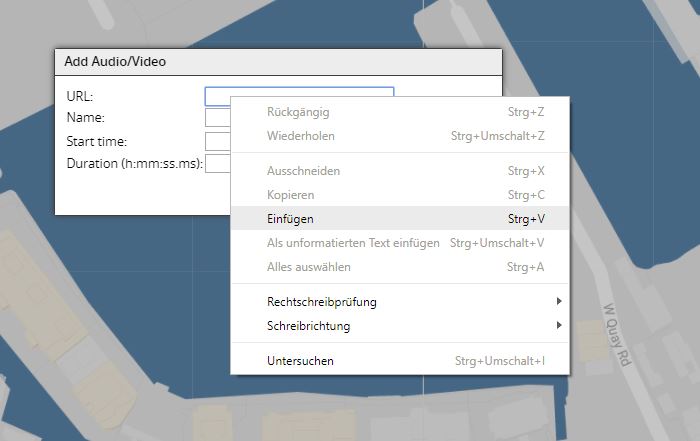 Add Audio/Video
URL:
Name:
Start time:
Duration (h:mm:ss.ms):
Rückgängig Strg+Z
Wiederholen Strg+Umschalt+Z
Ausschneiden Strg+X
Kopieren Strg+C
Einfügen Strg+V
Als unformatierten Text einfügen Strg+Umschalt+V
Alles auswählen Strg+A
Rechtschreibprüfung
Schreibrichtung
Untersuchen Strg+Umschalt+I
W Quay Rd